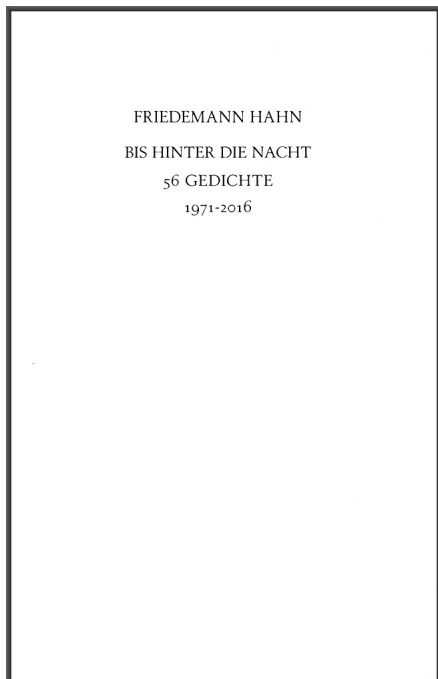 FRIEDEMANN HAHN
BIS HINTER DIE NACHT
56 GEDICHTE
1971-2016